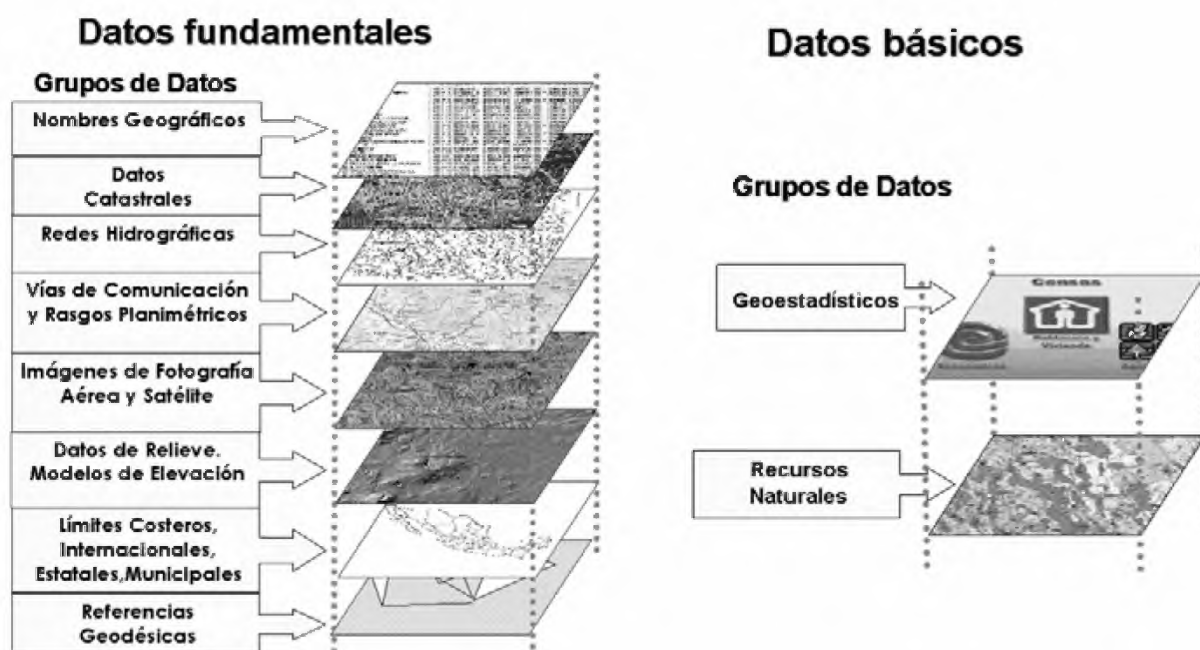 Datos fundamentales
Grupos de Datos
Nombres Geográficos
Datos
Catastrales
Redes Hidrográficas
Vías de Comunicación
y Rasgos Planimétricos
Imágenes de Fotografía
Aérea y Satélite
Datos de Relieve.
Modelos de Elevación
Límites Costeros,
Internacionales,
Estatales,Municipales
Referencias
Geodésicas
Datos básicos
Grupos de Datos
Geoestadísticos
Censos
Población y
Vivienda
Recursos
Naturales